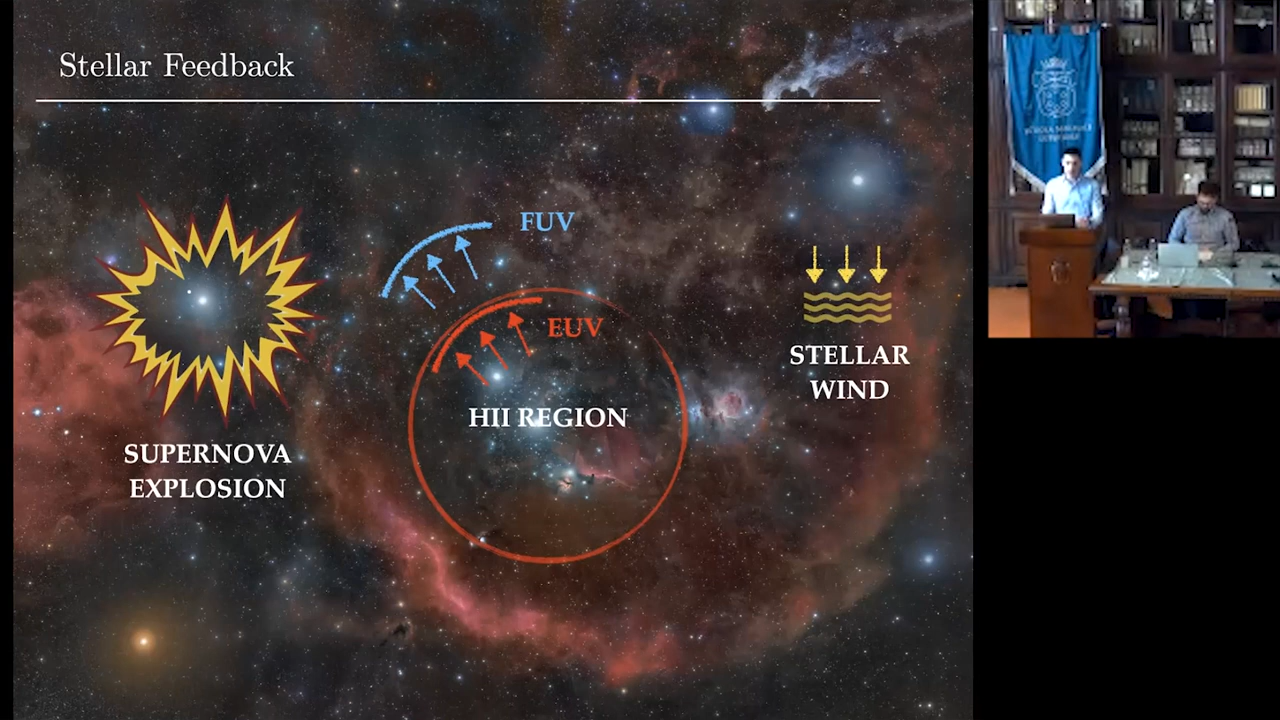 Stellar Feedback
FUV
EUV
HII REGION
SUPERNOVA
EXPLOSION
STELLAR
WIND